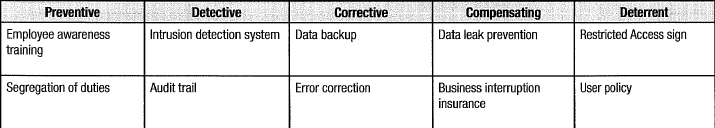 Preventive Detective Corrective Compensating Deterrent
Employee awareness training Intrusion detection system Data backup Data leak prevention Restricted Access sign
Segregation of duties Audit trail Error correction Business interruption insurance User policy